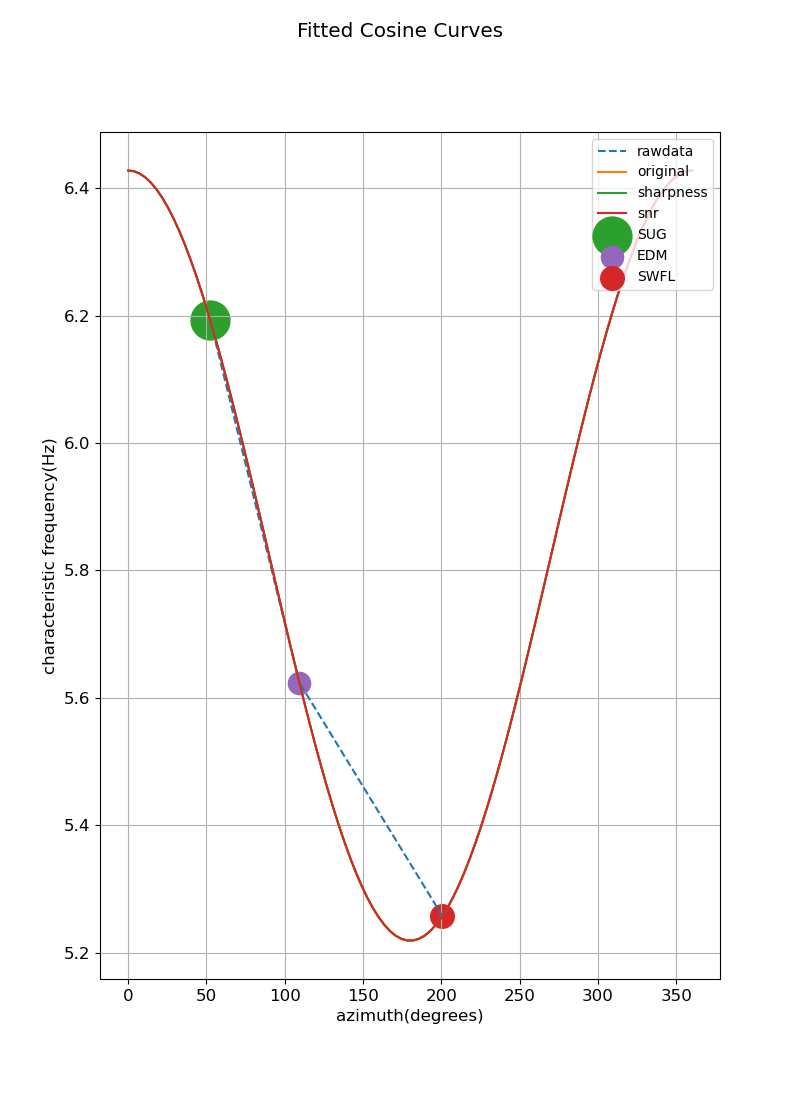 Fitted Cosine Curves
rawdata
original
sharpness
snr
SUG
EDM
SWFL
6.4
6.2
6.0
5.8
5.6
5.4
5.2
characteristic frequency(Hz)
0 50 100 150 200 250 300 350
azimuth(degrees)